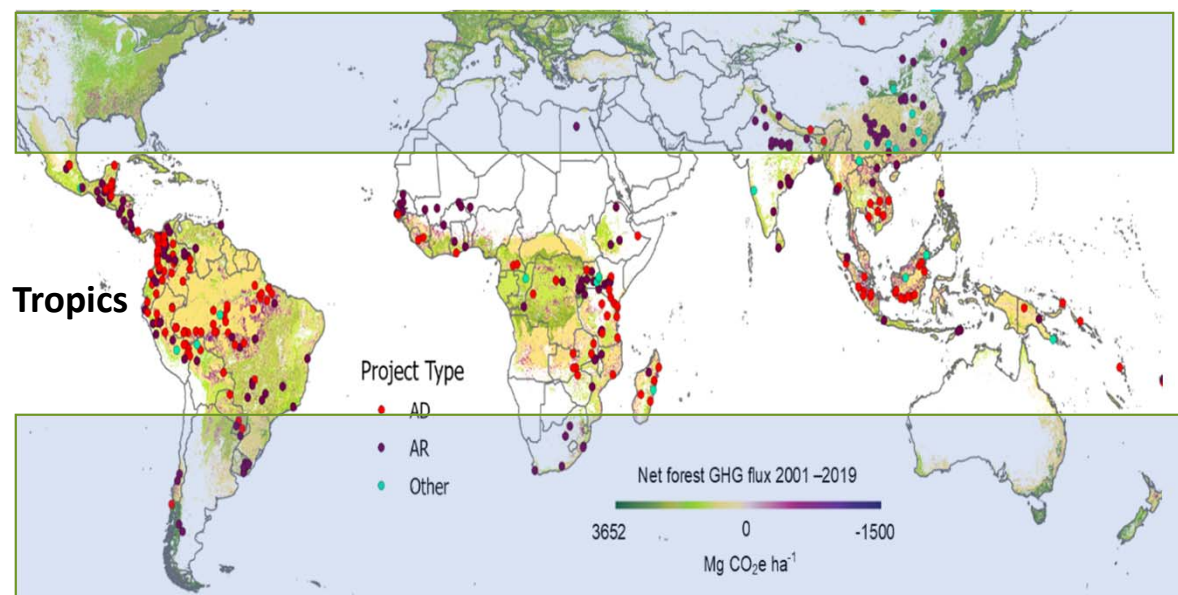 Tropics
Project Type
AD
AR
Other
Net forest GHG flux 2001 –2019
3652 0 -1500
Mg CO₂e ha⁻¹